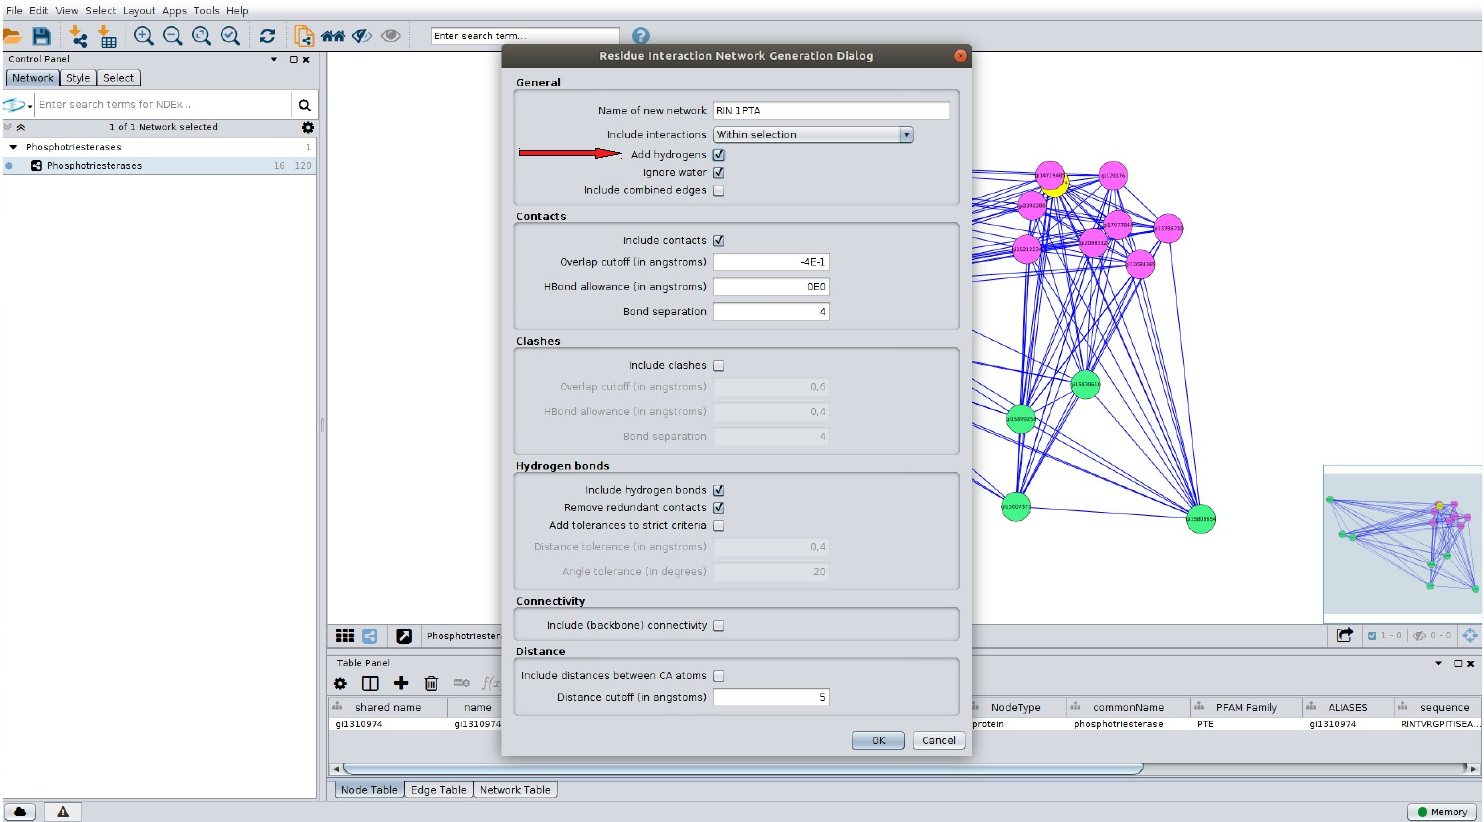 File Edit View Select Layout Apps Tools Help
Enter search term...
Control Panel
Network Style Select
Enter search terms for NDEx...
1 of 1 Network selected
Phosphotriesterases 1
Phosphotriesterases 16 120
Residue Interaction Network Generation Dialog
General
Name of new network RIN 1PTA
Include interactions Within selection
Add hydrogens
Ignore water
Include combined edges
Contacts
Include contacts
Overlap cutoff (in angstroms) -4E-1
HBond allowance (in angstroms) 0E0
Bond separation 4
Clashes
Include clashes
Overlap cutoff (in angstroms) 0,6
HBond allowance (in angstroms) 0,4
Bond separation 4
Hydrogen bonds
Include hydrogen bonds
Remove redundant contacts
Add tolerances to strict criteria
Distance tolerance (in angstroms) 0,4
Angle tolerance (in degrees) 20
Connectivity
Include (backbone) connectivity
Distance
Include distances between CA atoms
Distance cutoff (in angstoms) 5
OK Cancel
Phosphotriester
1 - 0 0 - 0
Table Panel
shared name name NodeType commonName PFAM Family ALIASES sequence
gi1310974 gi1310974 protein phosphotriesterase PTE gi1310974 RINTVRGPITISEA...
Node Table Edge Table Network Table
Memory